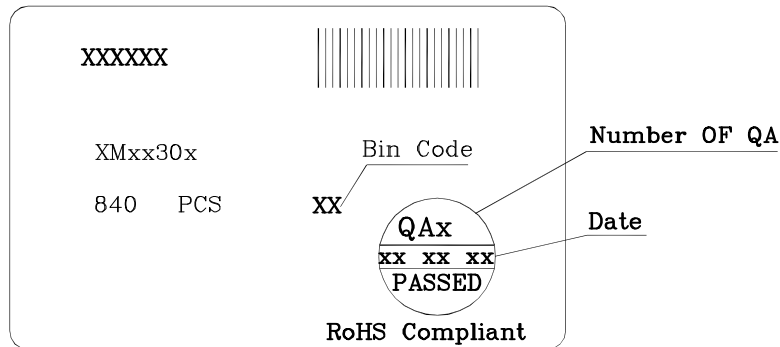 XXXXXX
XMxx30x
Bin Code
Number OF QA
840 PCS
XX
QAx
Date
xx xx xx
PASSED
RoHS Compliant